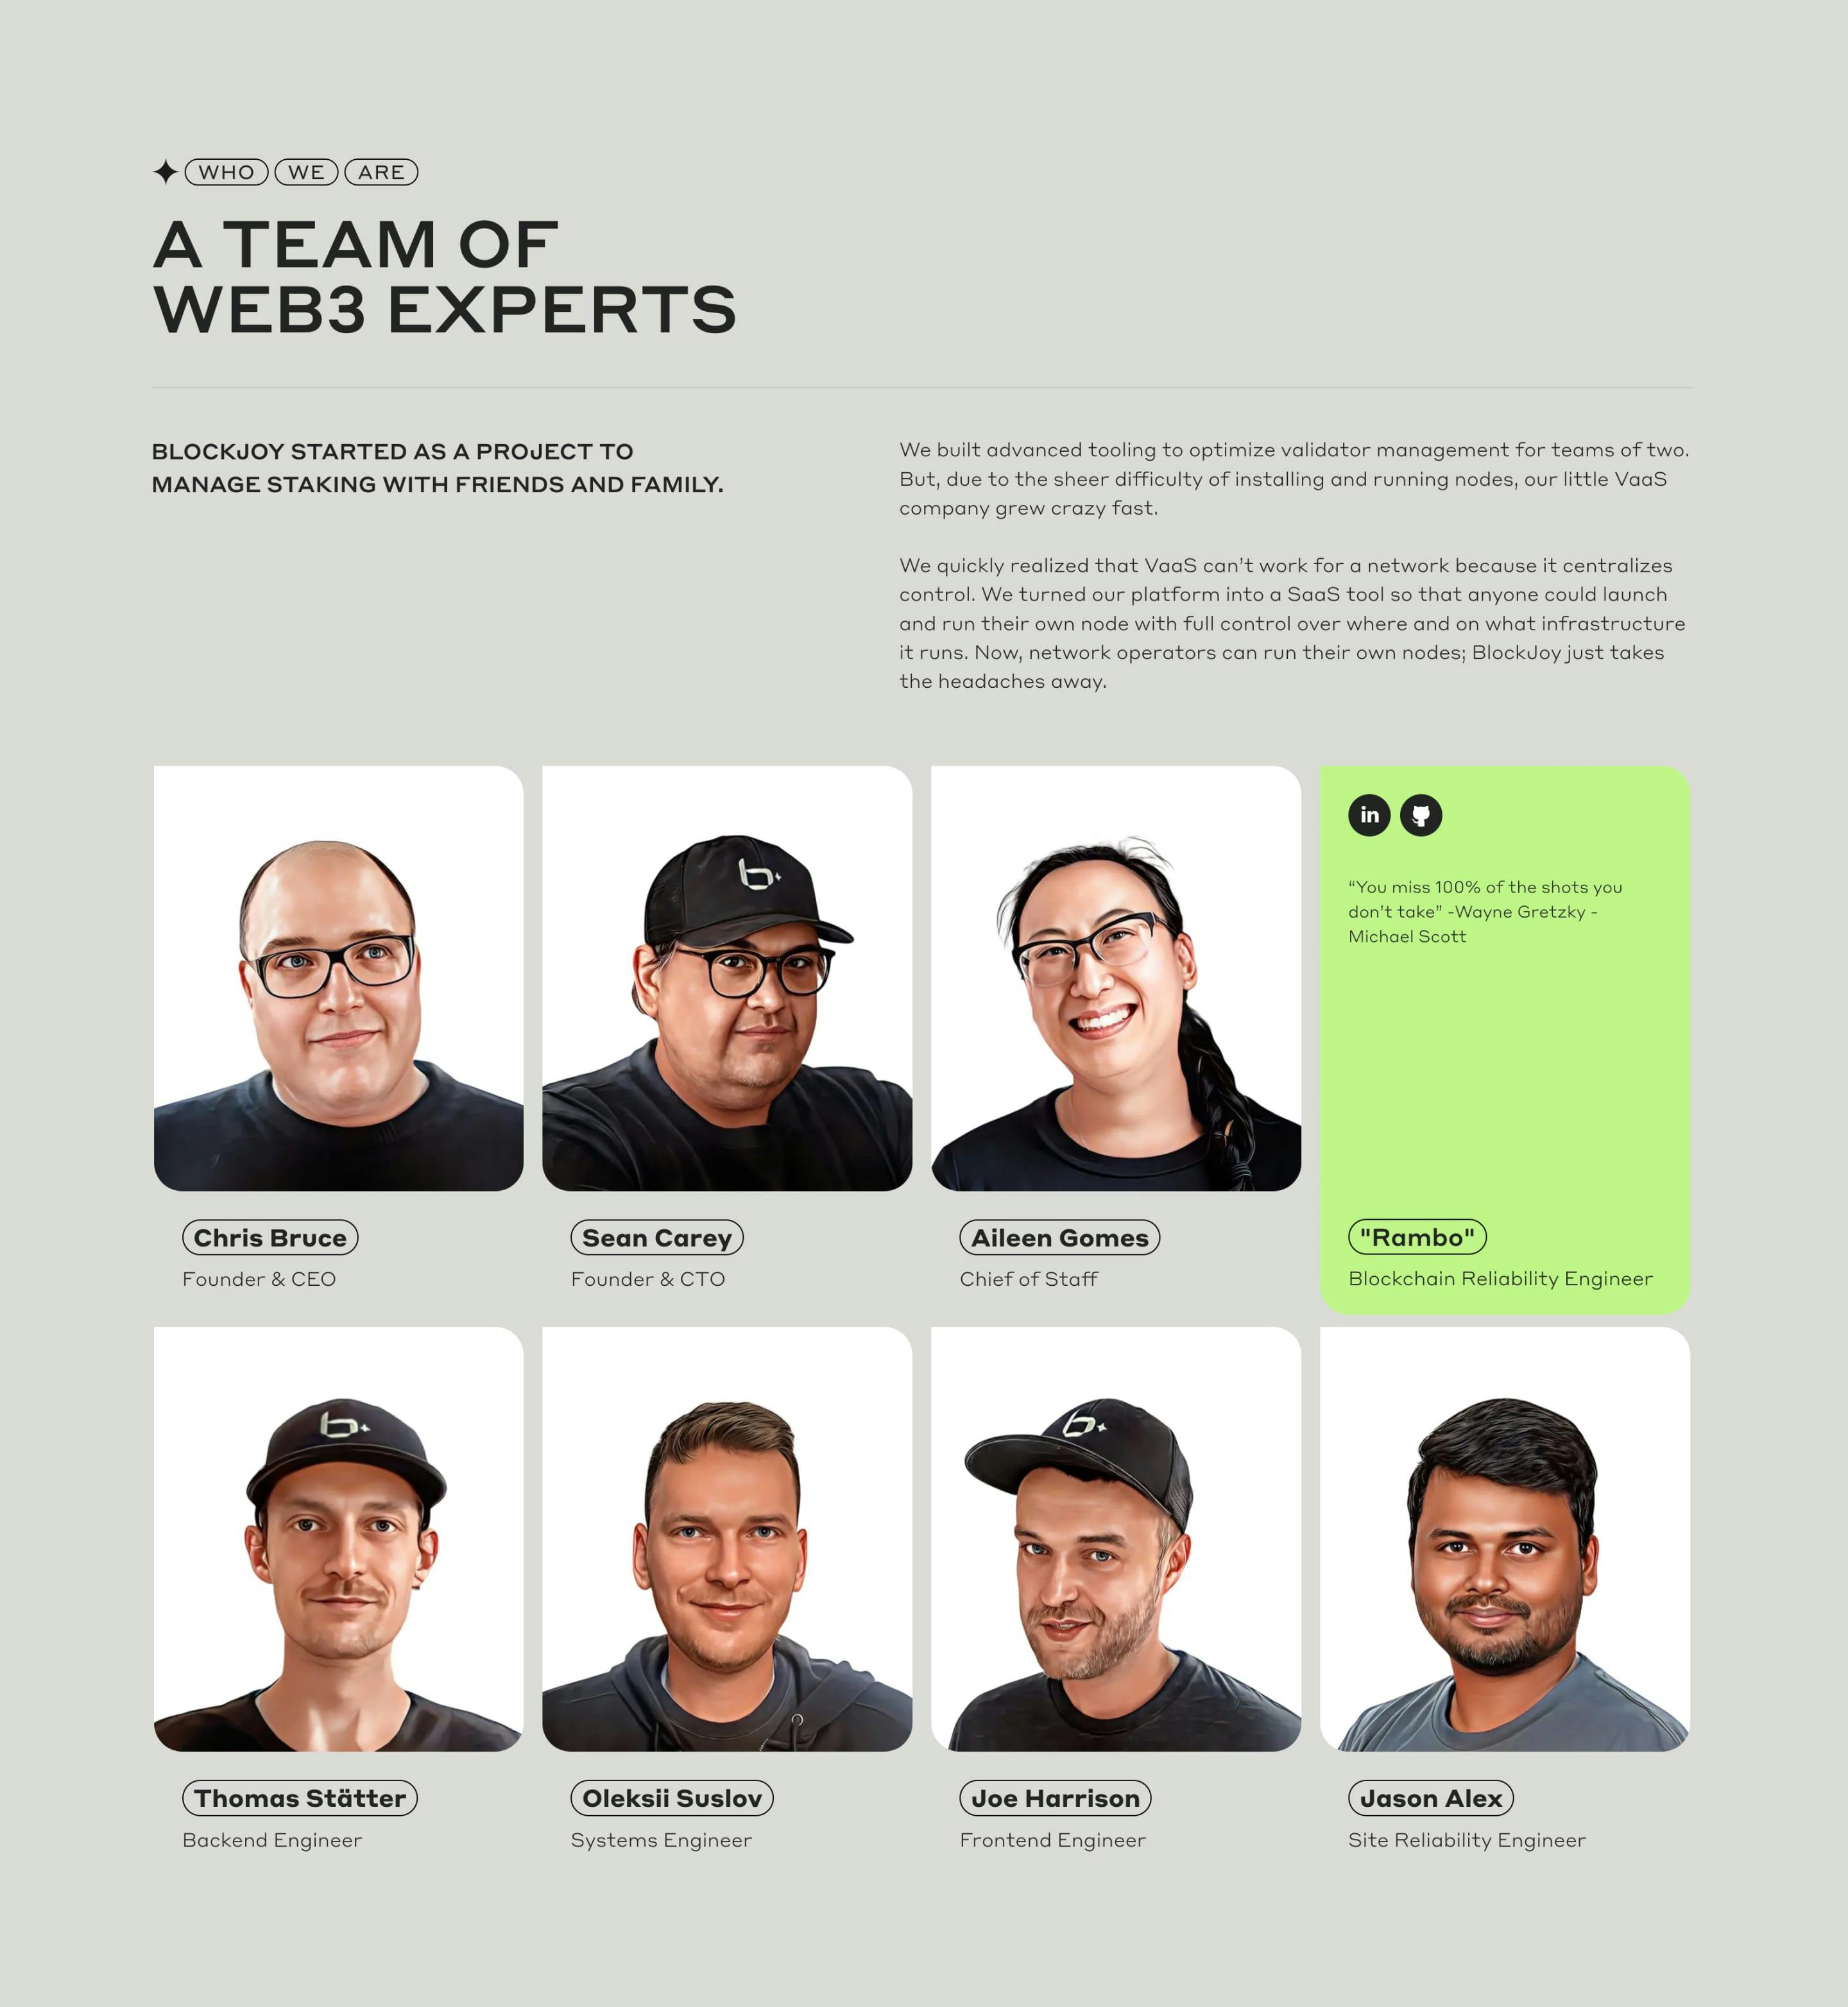 WHO WE ARE
A TEAM OF
WEB3 EXPERTS
BLOCKJOY STARTED AS A PROJECT TO
MANAGE STAKING WITH FRIENDS AND FAMILY.
We built advanced tooling to optimize validator management for teams of two.
But, due to the sheer difficulty of installing and running nodes, our little VaaS
company grew crazy fast.
We quickly realized that VaaS can’t work for a network because it centralizes
control. We turned our platform into a SaaS tool so that anyone could launch
and run their own node with full control over where and on what infrastructure
it runs. Now, network operators can run their own nodes; BlockJoy just takes
the headaches away.
b
b
b
in
“You miss 100% of the shots you
don’t take” -Wayne Gretzky -
Michael Scott
Chris Bruce
Founder & CEO
Sean Carey
Founder & CTO
Aileen Gomes
Chief of Staff
"Rambo"
Blockchain Reliability Engineer
Thomas Stätter
Backend Engineer
Oleksii Suslov
Systems Engineer
Joe Harrison
Frontend Engineer
Jason Alex
Site Reliability Engineer